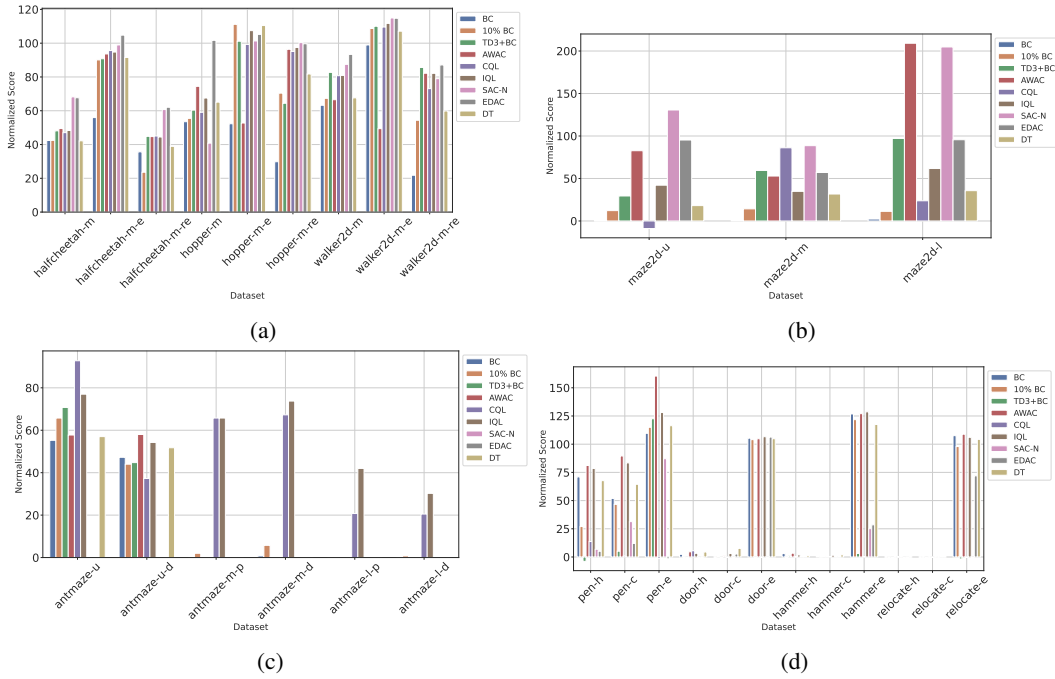 120
100
80
60
40
20
0
Normalized Score
halfcheetah-m
halfcheetah-m-e
halfcheetah-m-re
hopper-m
hopper-m-e
hopper-m-re
walker2d-m
walker2d-m-e
walker2d-m-re
Dataset
BC
10% BC
TD3+BC
AWAC
CQL
IQL
SAC-N
EDAC
DT
(a)
200
150
100
50
0
Normalized Score
maze2d-u
maze2d-m
maze2d-l
Dataset
BC
10% BC
TD3+BC
AWAC
CQL
IQL
SAC-N
EDAC
DT
(b)
80
60
40
20
0
Normalized Score
antmaze-u
antmaze-u-d
antmaze-m-p
antmaze-m-d
antmaze-l-p
antmaze-l-d
Dataset
BC
10% BC
TD3+BC
AWAC
CQL
IQL
SAC-N
EDAC
DT
(c)
150
125
100
75
50
25
0
Normalized Score
pen-h
pen-c
pen-e
door-h
door-c
door-e
hammer-h
hammer-c
hammer-e
relocate-h
relocate-c
relocate-e
Dataset
BC
10% BC
TD3+BC
AWAC
CQL
IQL
SAC-N
EDAC
DT
(d)